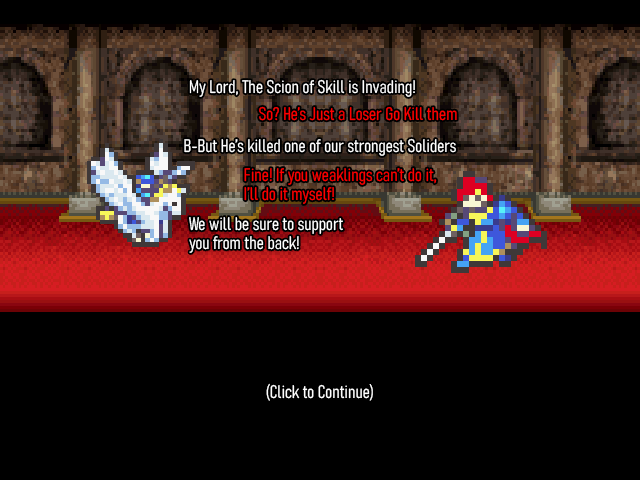 My Lord, The Scion of Skill is Invading!
So? He's Just a Loser Go Kill them
B-But He's killed one of our strongest Soliders
Fine! If you weaklings can't do it,
I'll do it myself!
We will be sure to support
you from the back!
(Click to Continue)